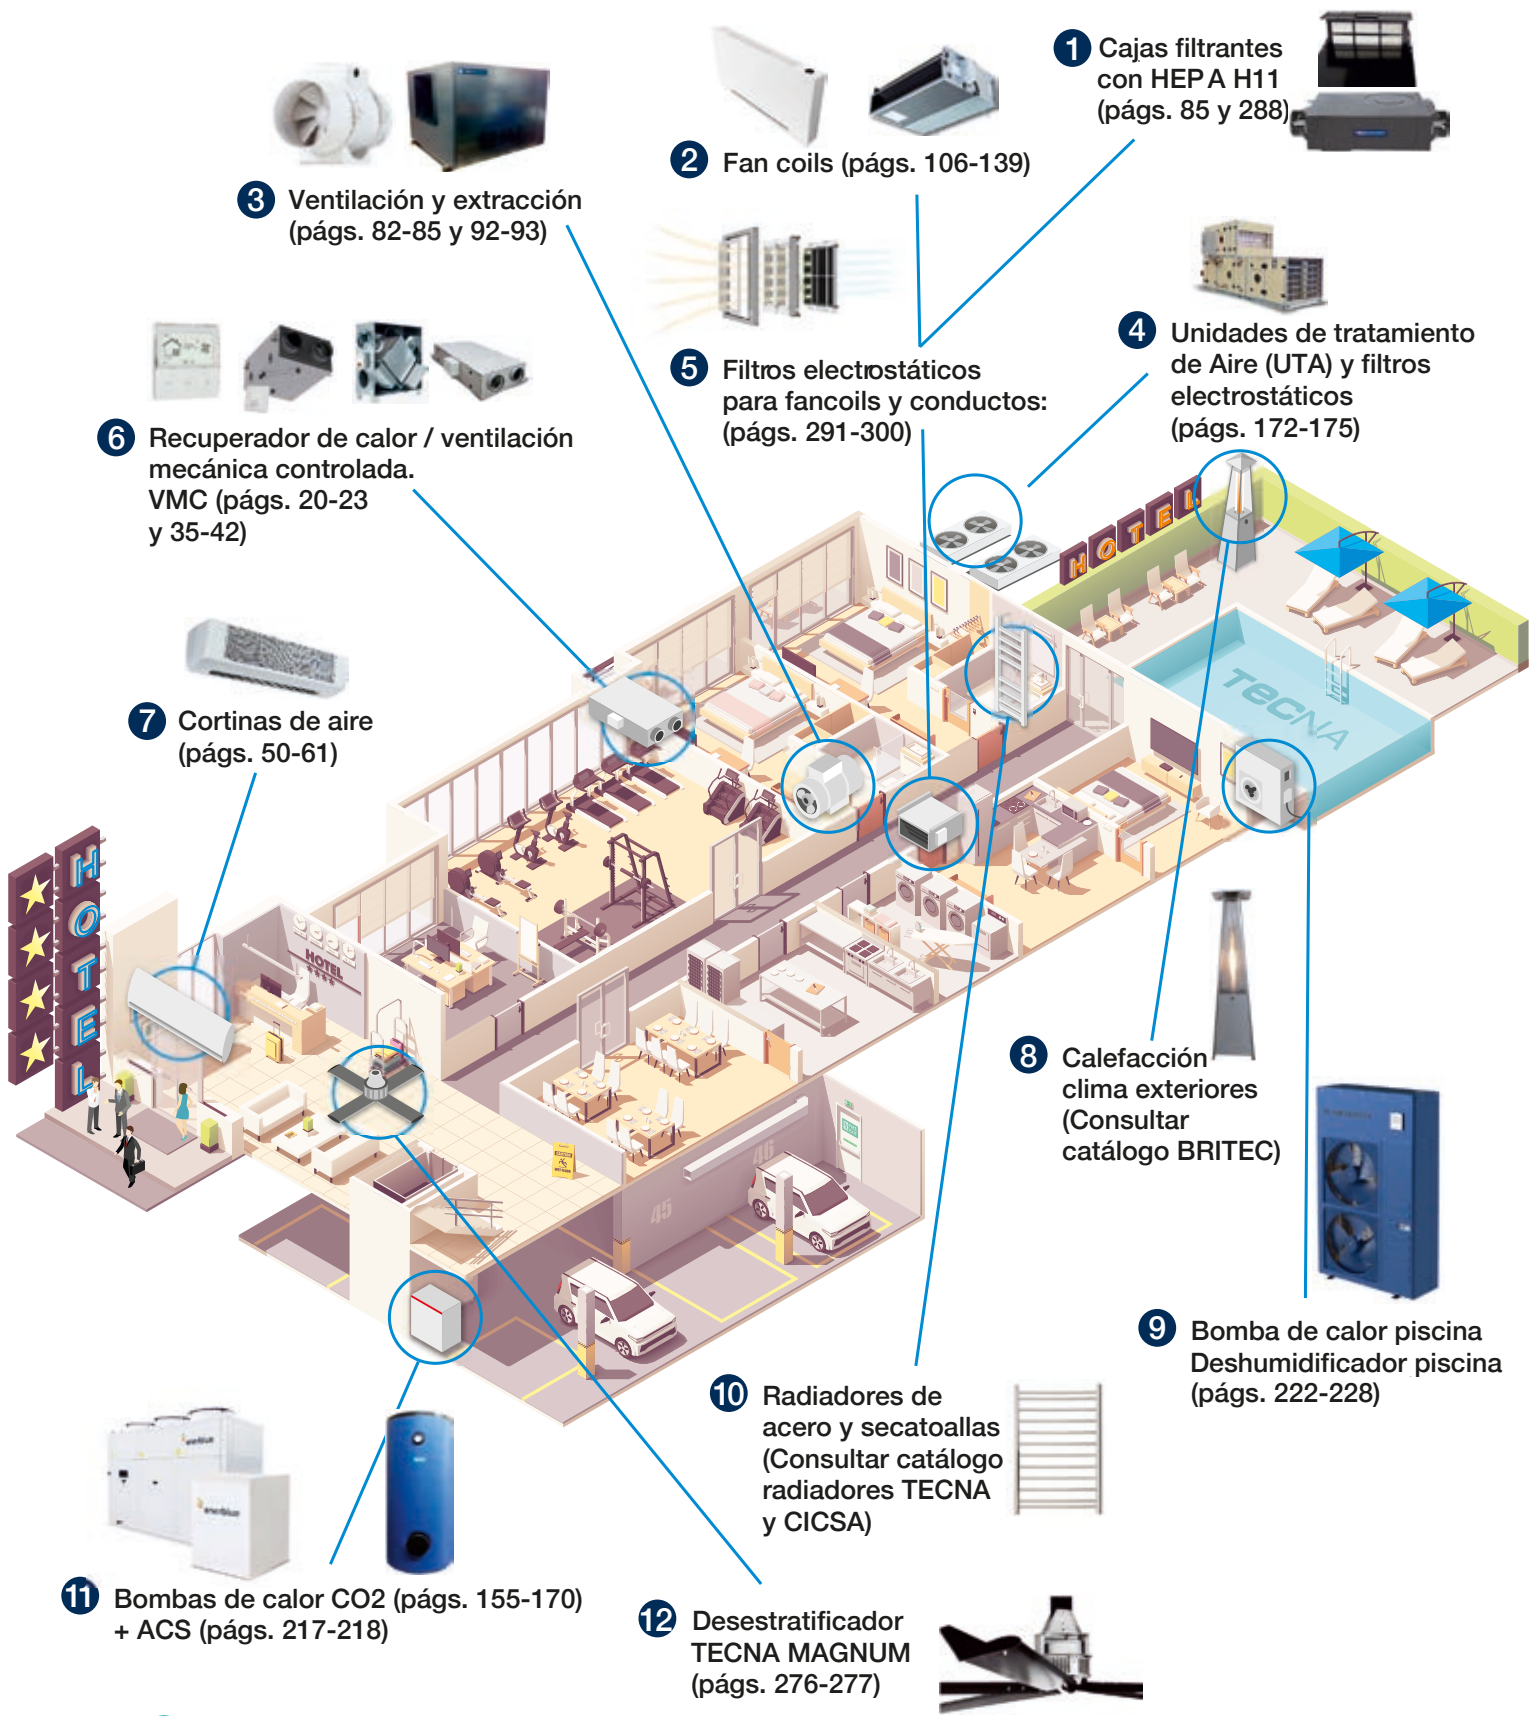 1 Cajas filtrantes
con HEPA H11
(págs. 85 y 288)
2 Fan coils (págs. 106-139)
3 Ventilación y extracción
(págs. 82-85 y 92-93)
4 Unidades de tratamiento
de Aire (UTA) y filtros
electrostáticos
(págs. 172-175)
5 Filtros electrostáticos
para fancoils y conductos:
(págs. 291-300)
6 Recuperador de calor / ventilación
mecánica controlada.
VMC (págs. 20-23
y 35-42)
HOTEL
TECNA
7 Cortinas de aire
(págs. 50-61)
HOTEL
HOTEL
8 Calefacción
clima exteriores
(Consultar
catálogo BRITEC)
45
46
9 Bomba de calor piscina
Deshumidificador piscina
(págs. 222-228)
10 Radiadores de
acero y secatoallas
(Consultar catálogo
radiadores TECNA
y CICSA)
enerblue
enerblue
11 Bombas de calor CO2 (págs. 155-170)
+ ACS (págs. 217-218)
12 Desestratificador
TECNA MAGNUM
(págs. 276-277)